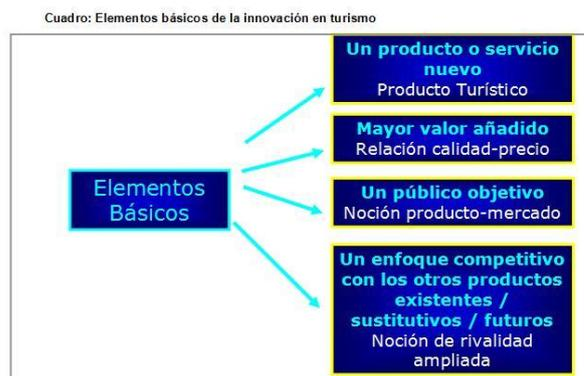 Cuadro: Elementos básicos de la innovación en turismo
Un producto o servicio
nuevo
Producto Turístico
Mayor valor añadido
Relación calidad-precio
Elementos
Básicos
Un público objetivo
Noción producto-mercado
Un enfoque competitivo
con los otros productos
existentes /
sustitutivos / futuros
Noción de rivalidad
ampliada